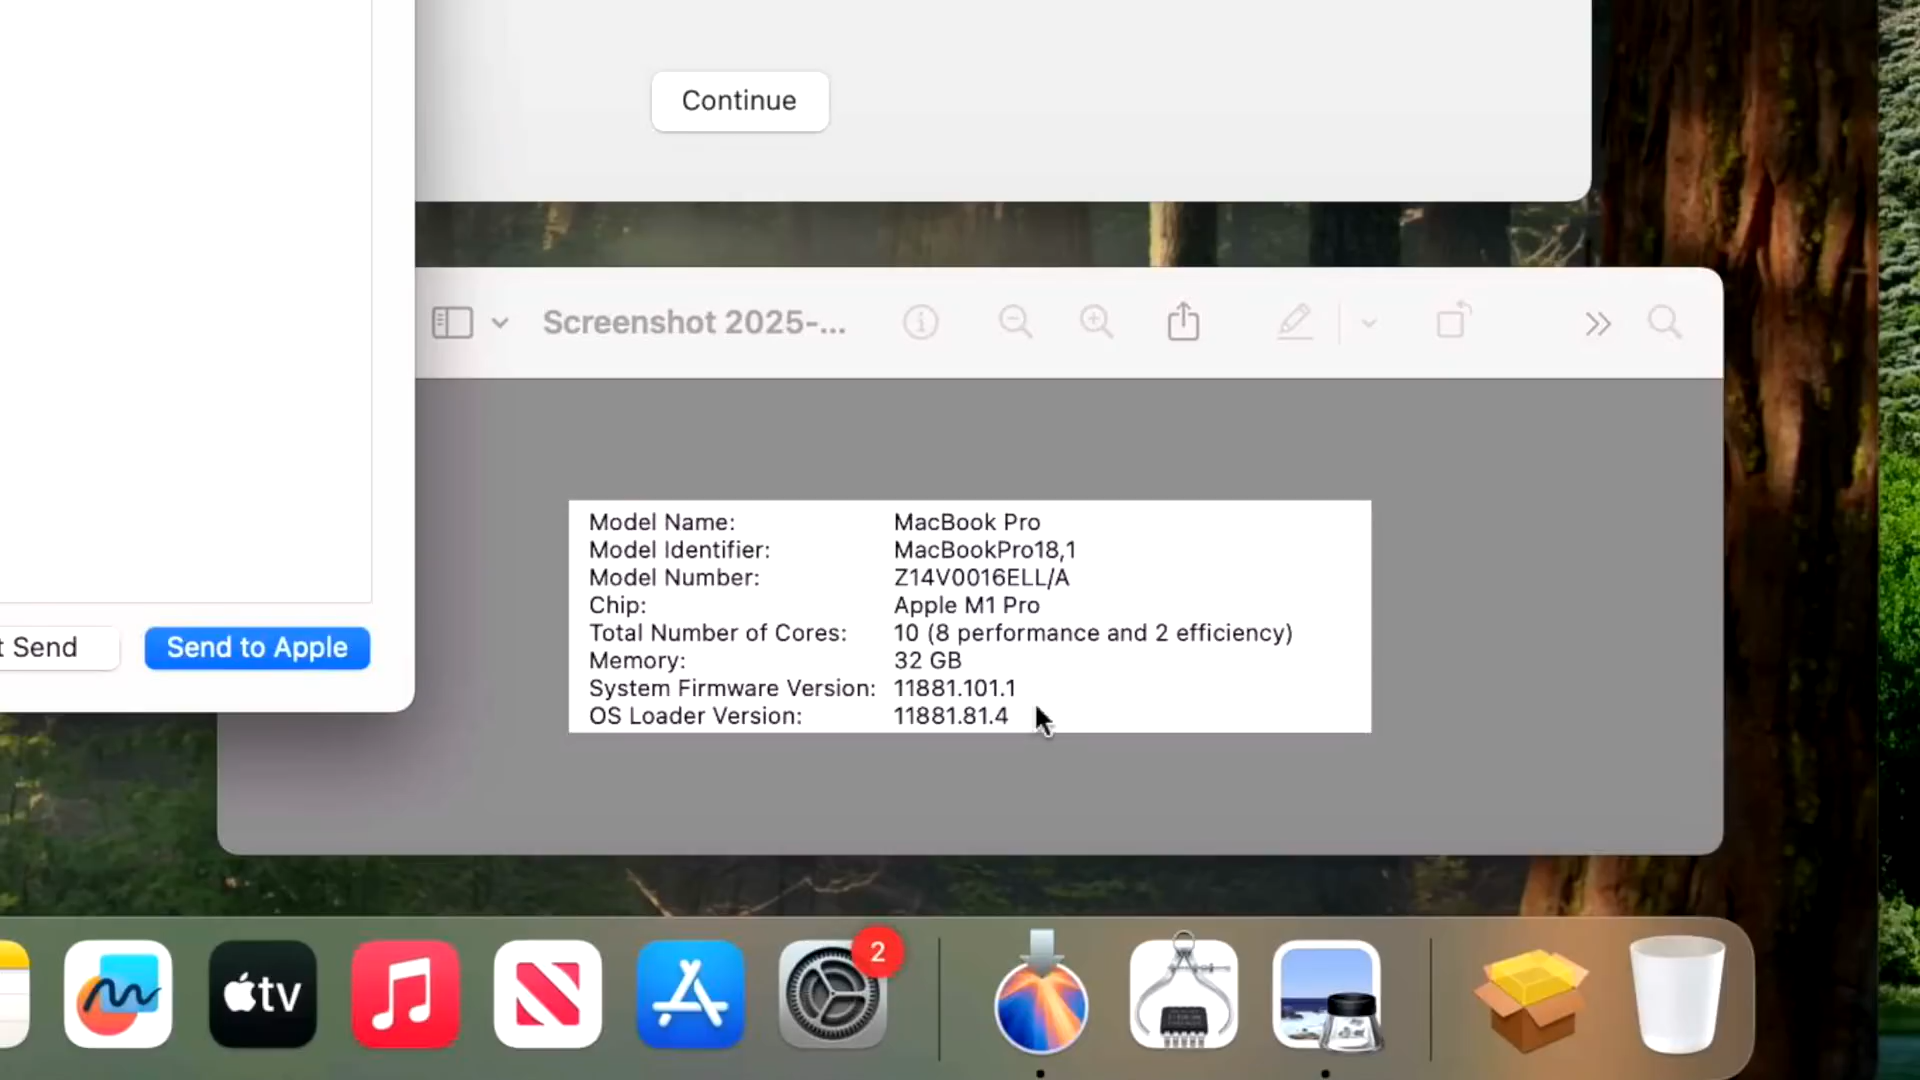 Continue
Screenshot 2025-...
Model Name: MacBook Pro
Model Identifier: MacBookPro18,1
Model Number: Z14V0016ELL/A
Chip: Apple M1 Pro
Total Number of Cores: 10 (8 performance and 2 efficiency)
Memory: 32 GB
System Firmware Version: 11881.101.1
OS Loader Version: 11881.81.4
t Send
Send to Apple
tv
2